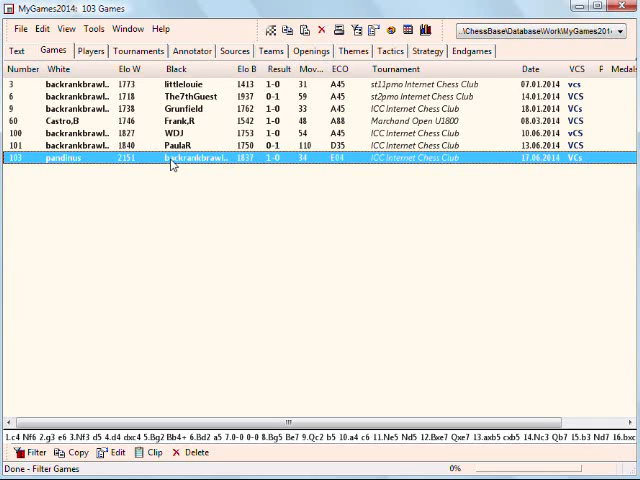 MyGames2014:  103 Games
File Edit View Tools Window Help ...\ChessBase\Database\Work\MyGames2014
Text Games Players Tournaments Annotator Sources Teams Openings Themes Tactics Strategy Endgames
Number White Elo W Black Elo B Result Mov... ECO Tournament Date VCS P Medals
3 backrankbrawl.. 1773 littlelouie 1413 1-0 31 A45 st11pmo Internet Chess Club 07.01.2014 vcs
6 backrankbrawl.. 1718 The7thGuest 1937 0-1 59 A45 st2pmo Internet Chess Club 14.01.2014 VCS
9 backrankbrawl.. 1746 Grunfield 1762 0-1 38 A45 ICC Internet Chess Club 18.01.2014 VCs
60 Castro,B 1746 Frank,R 1542 1-0 48 A88 Marchand Open U1800 08.03.2014 VCS
100 backrankbrawl.. 1827 WDJ 1753 1-0 54 A45 ICC Internet Chess Club 10.06.2014 vCS
101 backrankbrawl.. 1840 PaulaR 1750 0-1 110 D35 ICC Internet Chess Club 13.06.2014 VCS
103 pandinus 2151 backrankbrawl.. 1837 1-0 34 E04 ICC Internet Chess Club 17.06.2014 VCs
1.c4 Nf6 2.g3 e6 3.Nf3 d5 4.d4 dxc4 5.Bg2 Bb4+ 6.Bd2 a5 7.0-0 0-0 8.Bg5 Be7 9.Qc2 b5 10.a4 c6 11.Ne5 Nd5 12.Bxe7 Qxe7 13.axb5 cxb5 14.Nc3 Qb7 15.b3 Nd7 16.bxc
Filter Copy Edit Clip Delete
Done - Filter Games 0%